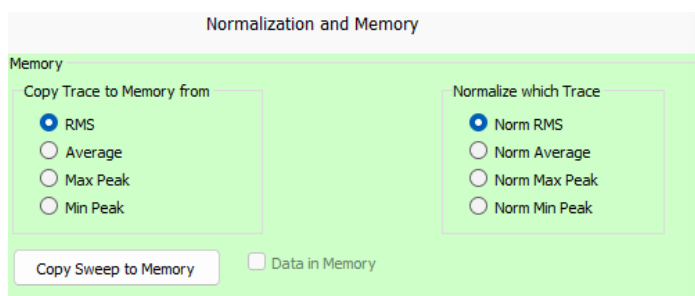 Normalization and Memory
Memory
Copy Trace to Memory from
RMS
Average
Max Peak
Min Peak
Normalize which Trace
Norm RMS
Norm Average
Norm Max Peak
Norm Min Peak
Copy Sweep to Memory
Data in Memory